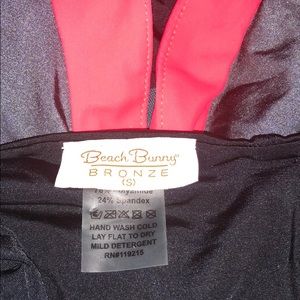 Beach Bunny®
BRONZE
(S)
24% Spandex
HAND WASH COLD
LAY FLAT TO DRY
MILD DETERGENT
RN#119215